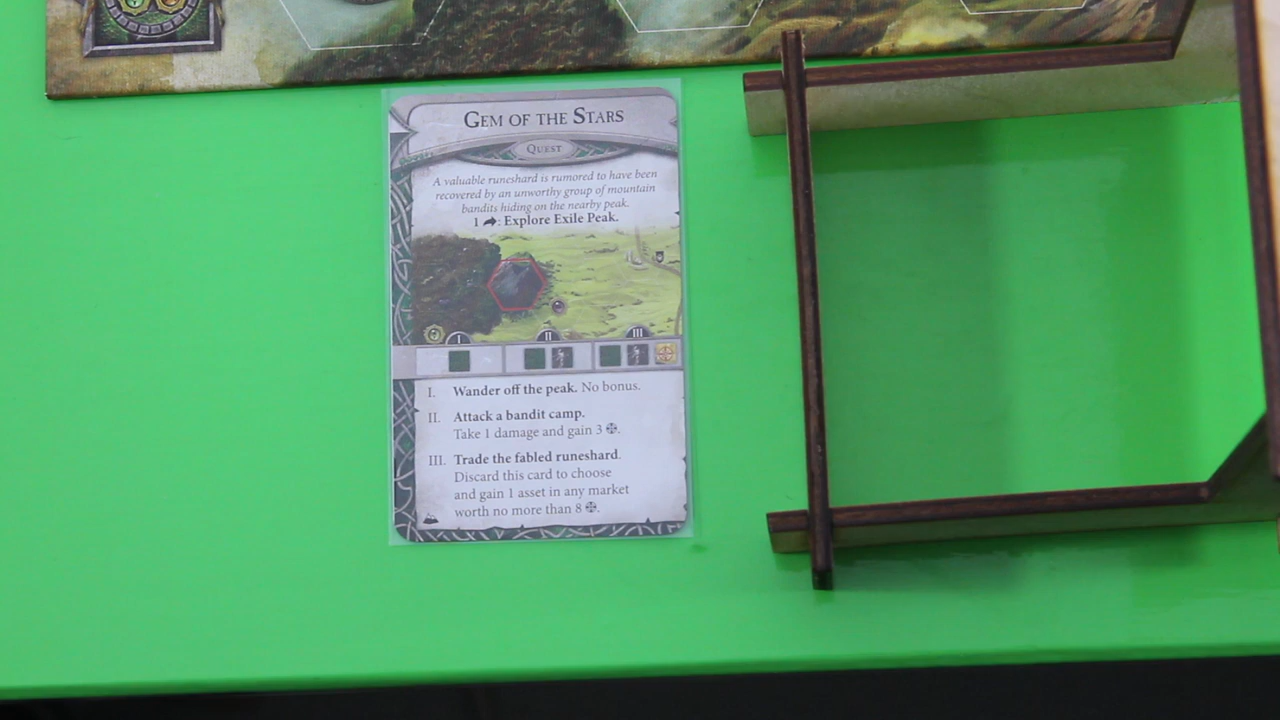 Gem of the Stars
Quest
A valuable runeshard is rumored to have been
recovered by an unworthy group of mountain
bandits hiding on the nearby peak.
1 : Explore Exile Peak.
I II III
I. Wander off the peak. No bonus.
II. Attack a bandit camp.
Take 1 damage and gain 3 .
III. Trade the fabled runeshard.
Discard this card to choose
and gain 1 asset in any market
worth no more than 8 .